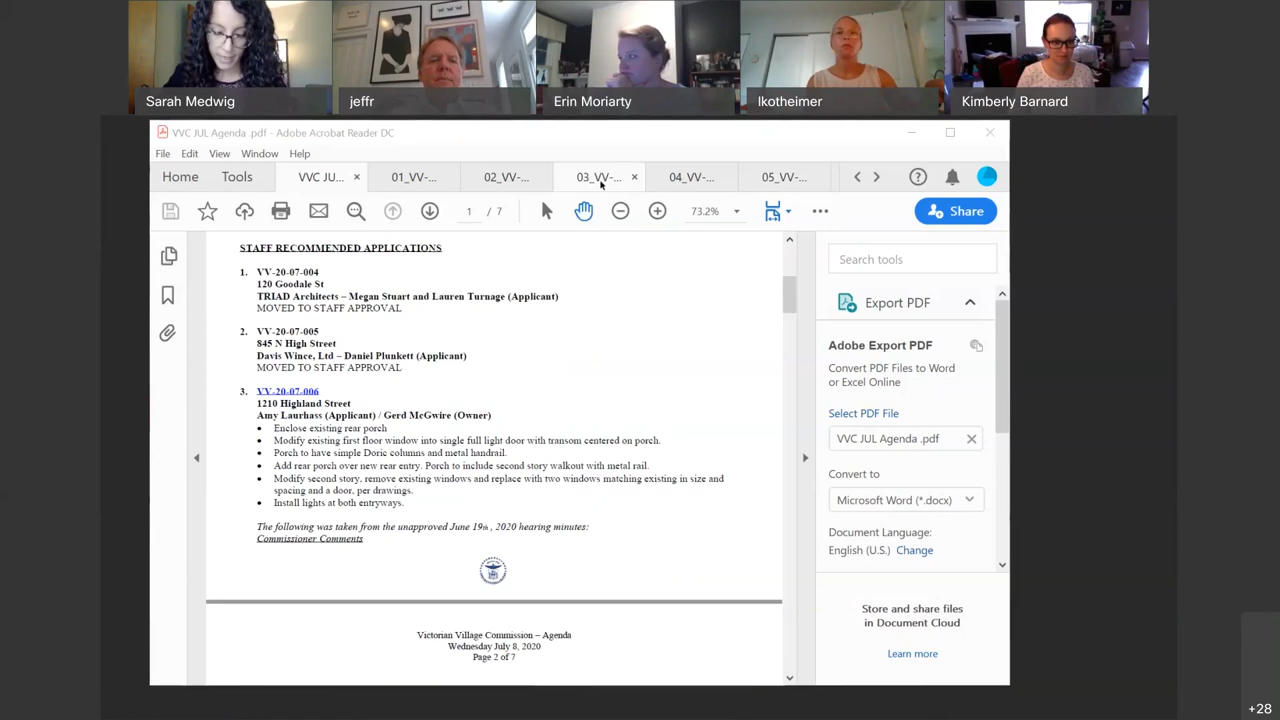 Sarah Medwig
jeffr
Erin Moriarty
lkotheimer
Kimberly Barnard
VVC JUL Agenda .pdf - Adobe Acrobat Reader DC
File Edit View Window Help
Home Tools VVC JU... × 01_VV-... 02_VV-... 03_VV-... × 04_VV-... 05_VV-...
1 / 7 73.2% Share
STAFF RECOMMENDED APPLICATIONS
1. VV-20-07-004
120 Goodale St
TRIAD Architects – Megan Stuart and Lauren Turnage (Applicant)
MOVED TO STAFF APPROVAL
2. VV-20-07-005
845 N High Street
Davis Wince, Ltd – Daniel Plunkett (Applicant)
MOVED TO STAFF APPROVAL
3. VV-20-07-006
1210 Highland Street
Amy Laurhass (Applicant) / Gerd McGwire (Owner)
• Enclose existing rear porch
• Modify existing first floor window into single full light door with transom centered on porch.
• Porch to have simple Doric columns and metal handrail.
• Add rear porch over new rear entry. Porch to include second story walkout with metal rail.
• Modify second story, remove existing windows and replace with two windows matching existing in size and
spacing and a door, per drawings.
• Install lights at both entryways.
The following was taken from the unapproved June 19th , 2020 hearing minutes:
Commissioner Comments
Victorian Village Commission – Agenda
Wednesday July 8, 2020
Page 2 of 7
Search tools
Export PDF
Adobe Export PDF
Convert PDF Files to Word
or Excel Online
Select PDF File
VVC JUL Agenda .pdf
Convert to
Microsoft Word (*.docx)
Document Language:
English (U.S.) Change
Store and share files
in Document Cloud
Learn more
+28